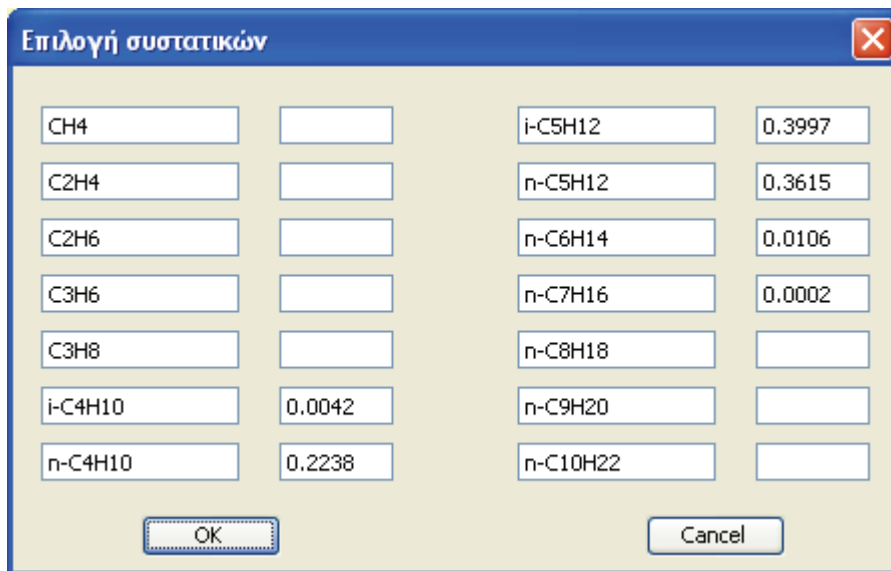 Επιλογή συστατικών
CH4 i-C5H12 0.3997
C2H4 n-C5H12 0.3615
C2H6 n-C6H14 0.0106
C3H6 n-C7H16 0.0002
C3H8 n-C8H18
i-C4H10 0.0042 n-C9H20
n-C4H10 0.2238 n-C10H22
OK Cancel